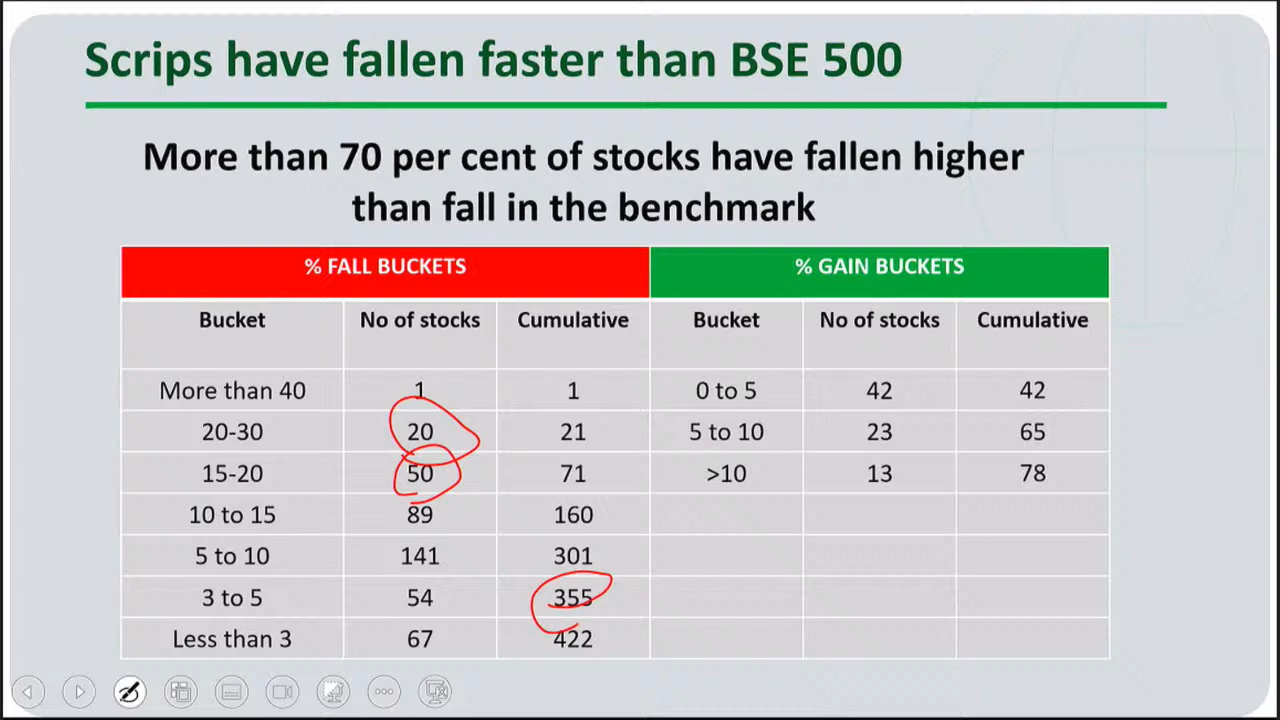 Scrips have fallen faster than BSE 500
More than 70 per cent of stocks have fallen higher
than fall in the benchmark
% FALL BUCKETS % GAIN BUCKETS
Bucket No of stocks Cumulative Bucket No of stocks Cumulative
More than 40 1 1 0 to 5 42 42
20-30 20 21 5 to 10 23 65
15-20 50 71 >10 13 78
10 to 15 89 160
5 to 10 141 301
3 to 5 54 355
Less than 3 67 422